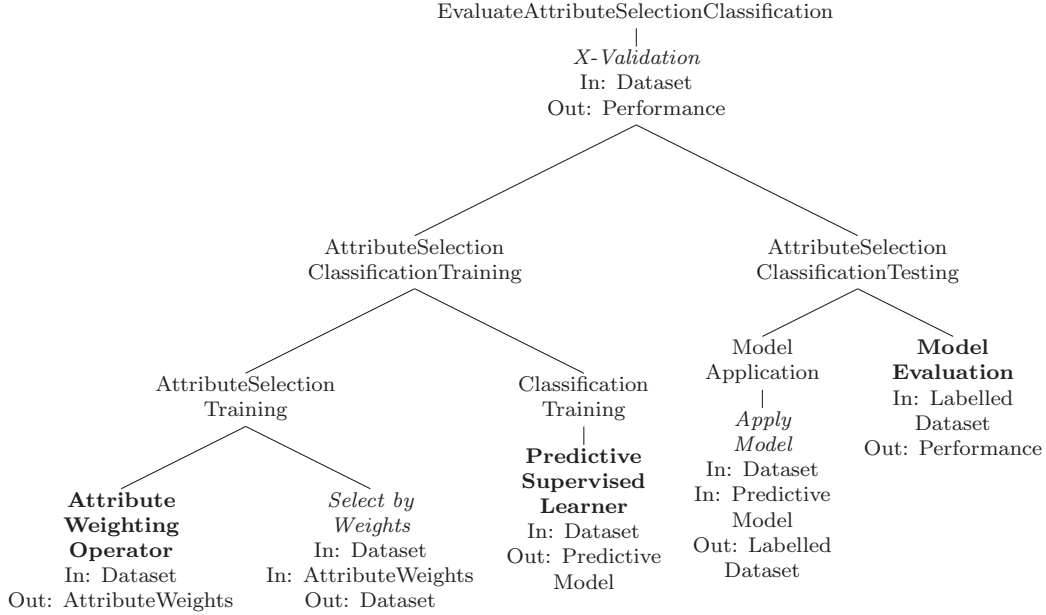 EvaluateAttributeSelectionClassification
X-Validation
In: Dataset
Out: Performance
AttributeSelection
ClassificationTraining
AttributeSelection
ClassificationTesting
AttributeSelection
Training
Classification
Training
Model
Application
Model
Evaluation
In: Labelled
Dataset
Out: Performance
Attribute
Weighting
Operator
In: Dataset
Out: AttributeWeights
Select by
Weights
In: Dataset
In: AttributeWeights
Out: Dataset
Predictive
Supervised
Learner
In: Dataset
Out: Predictive
Model
Apply
Model
In: Dataset
In: Predictive
Model
Out: Labelled
Dataset